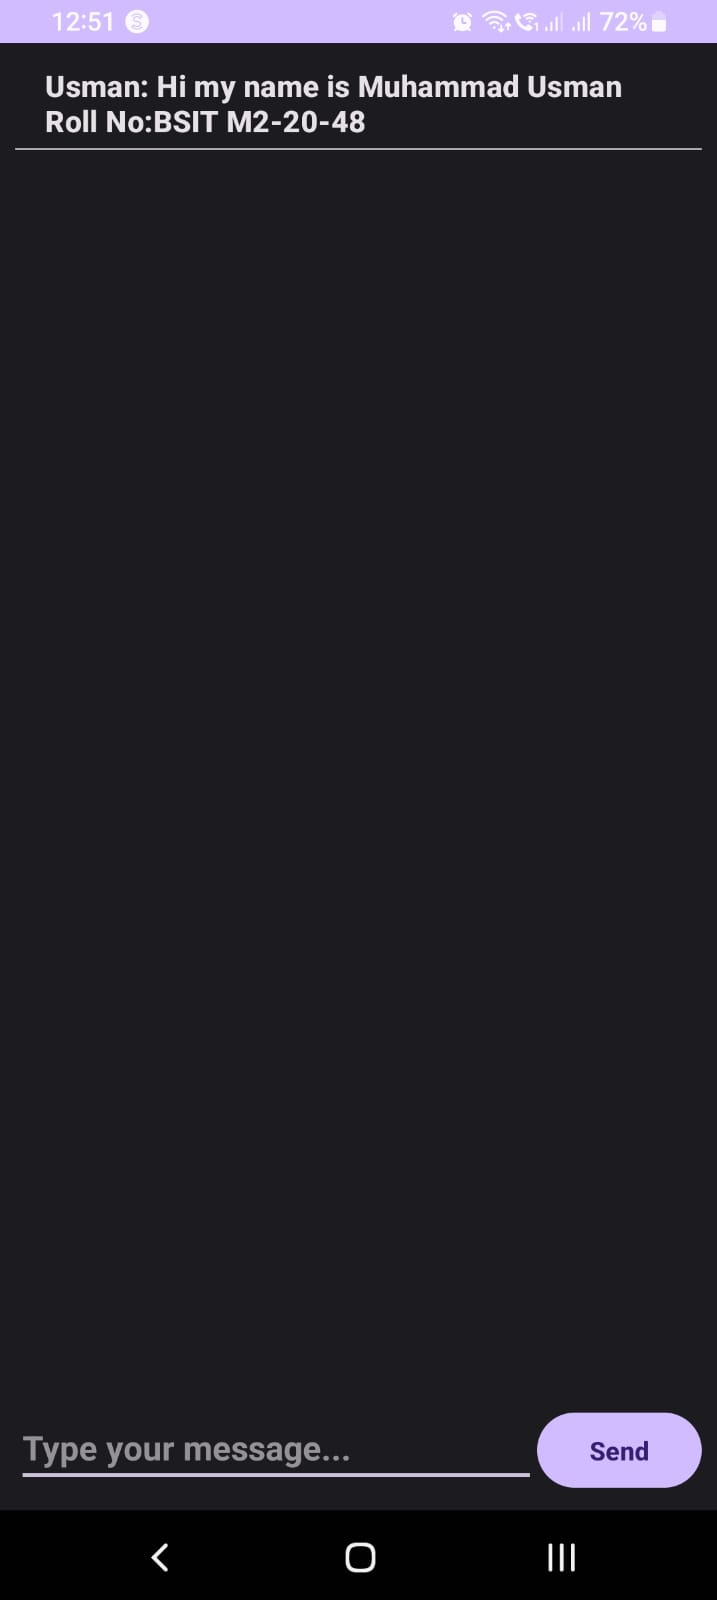 12:51
72%
Usman: Hi my name is Muhammad Usman
Roll No:BSIT M2-20-48
Type your message...
Send